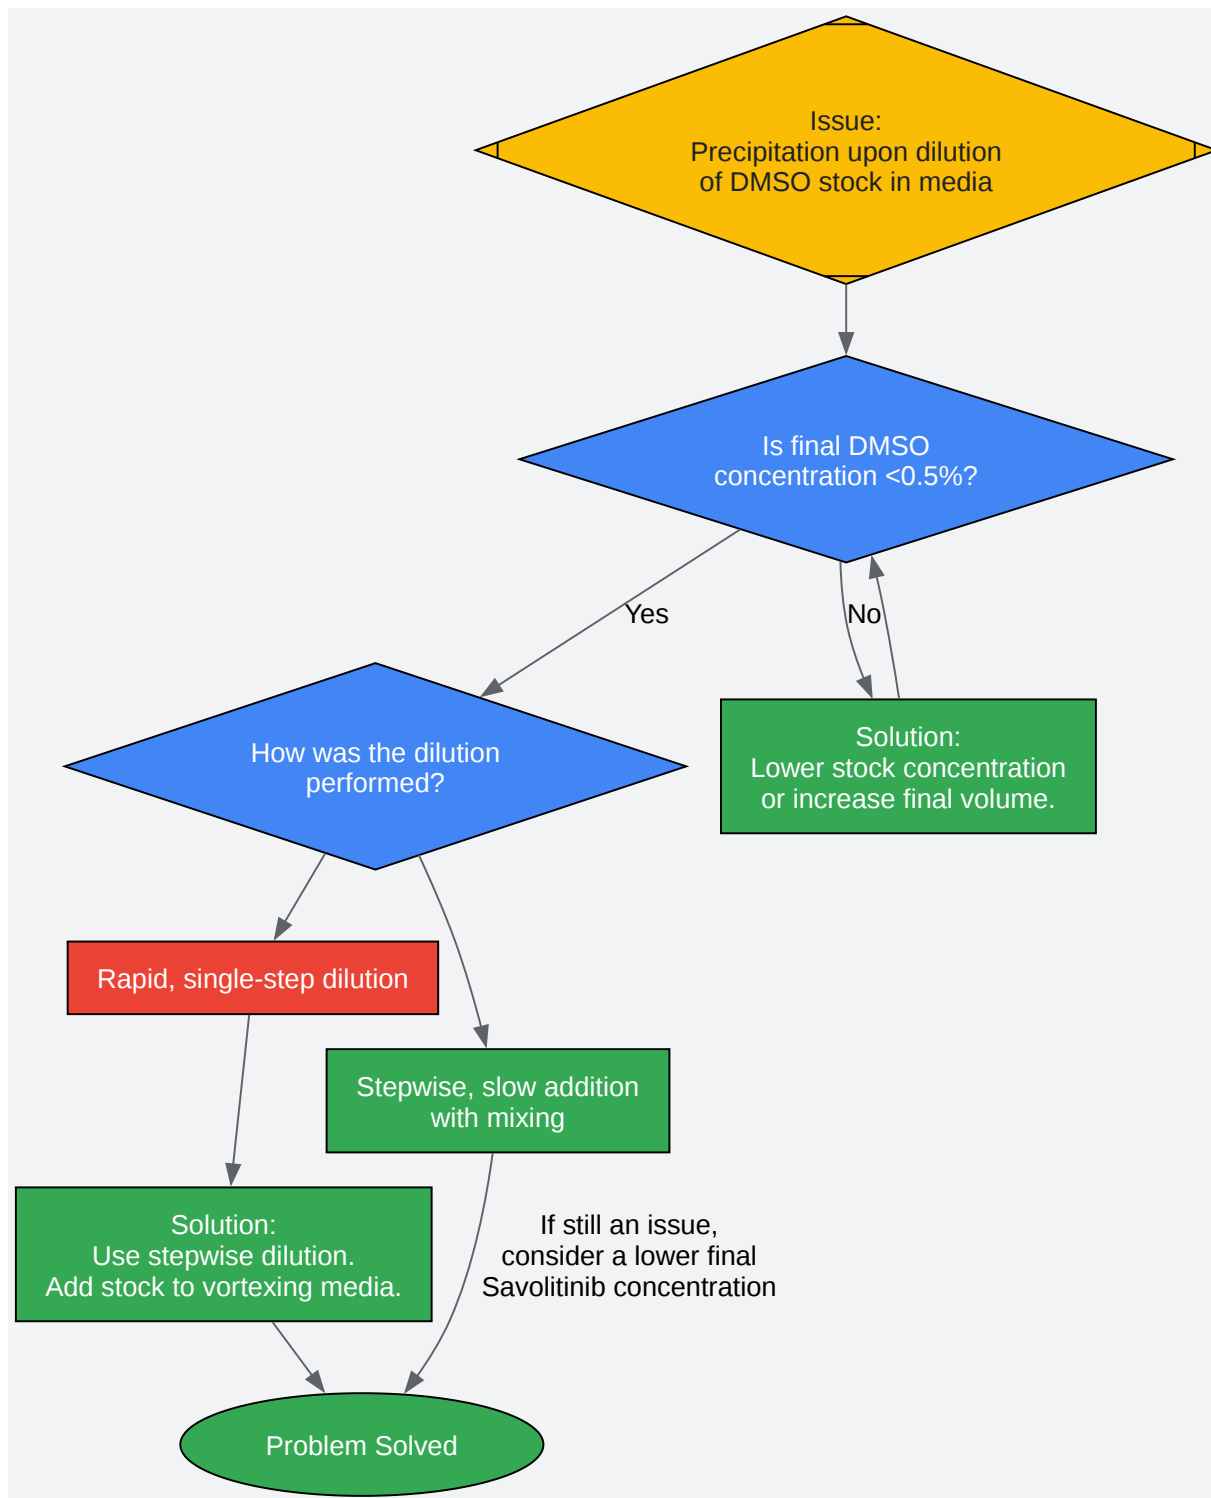 Issue:
Precipitation upon dilution
of DMSO stock in media
Is final DMSO
concentration <0.5%?
Yes
No
How was the dilution
performed?
Solution:
Lower stock concentration
or increase final volume.
Rapid, single-step dilution
Stepwise, slow addition
with mixing
Solution:
Use stepwise dilution.
Add stock to vortexing media.
If still an issue,
consider a lower final
Savolitinib concentration
Problem Solved